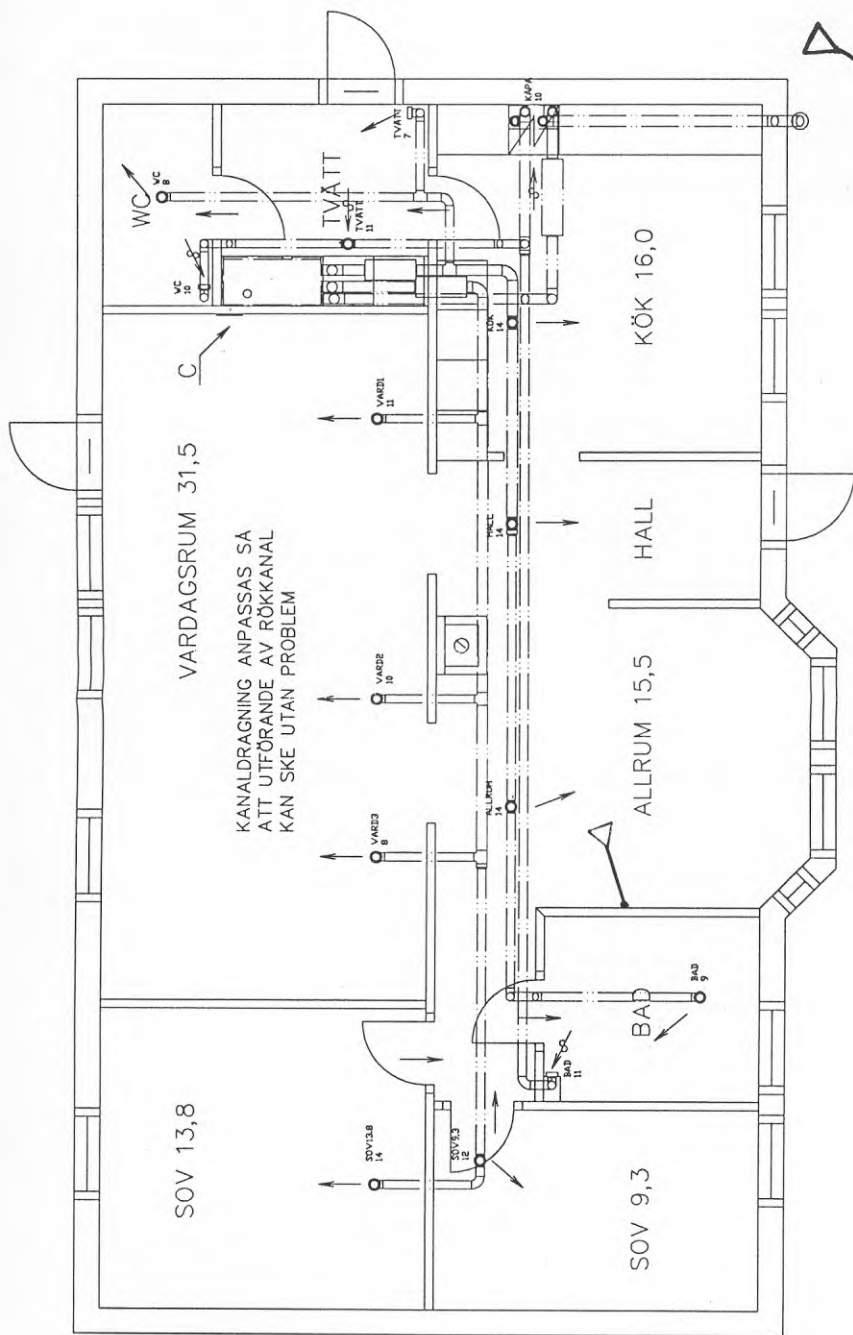 WC
WC
8
TVÄTT
7
TVÄTT
TVÄTT
11
WC
10
KÅPA
10
C
KÖK 16,0
KÖK
14
VARD1
11
VARDAGSRUM 31,5
KANALDRAGNING ANPASSAS SÅ
ATT UTFÖRANDE AV RÖKKANAL
KAN SKE UTAN PROBLEM
HALL
14
HALL
VARD2
10
ALLRUM
14
ALLRUM 15,5
VARD3
8
BAD
9
BAD
BAD
11
SOV 13,8
SOV13.8
14
SOV9.3
12
SOV 9,3